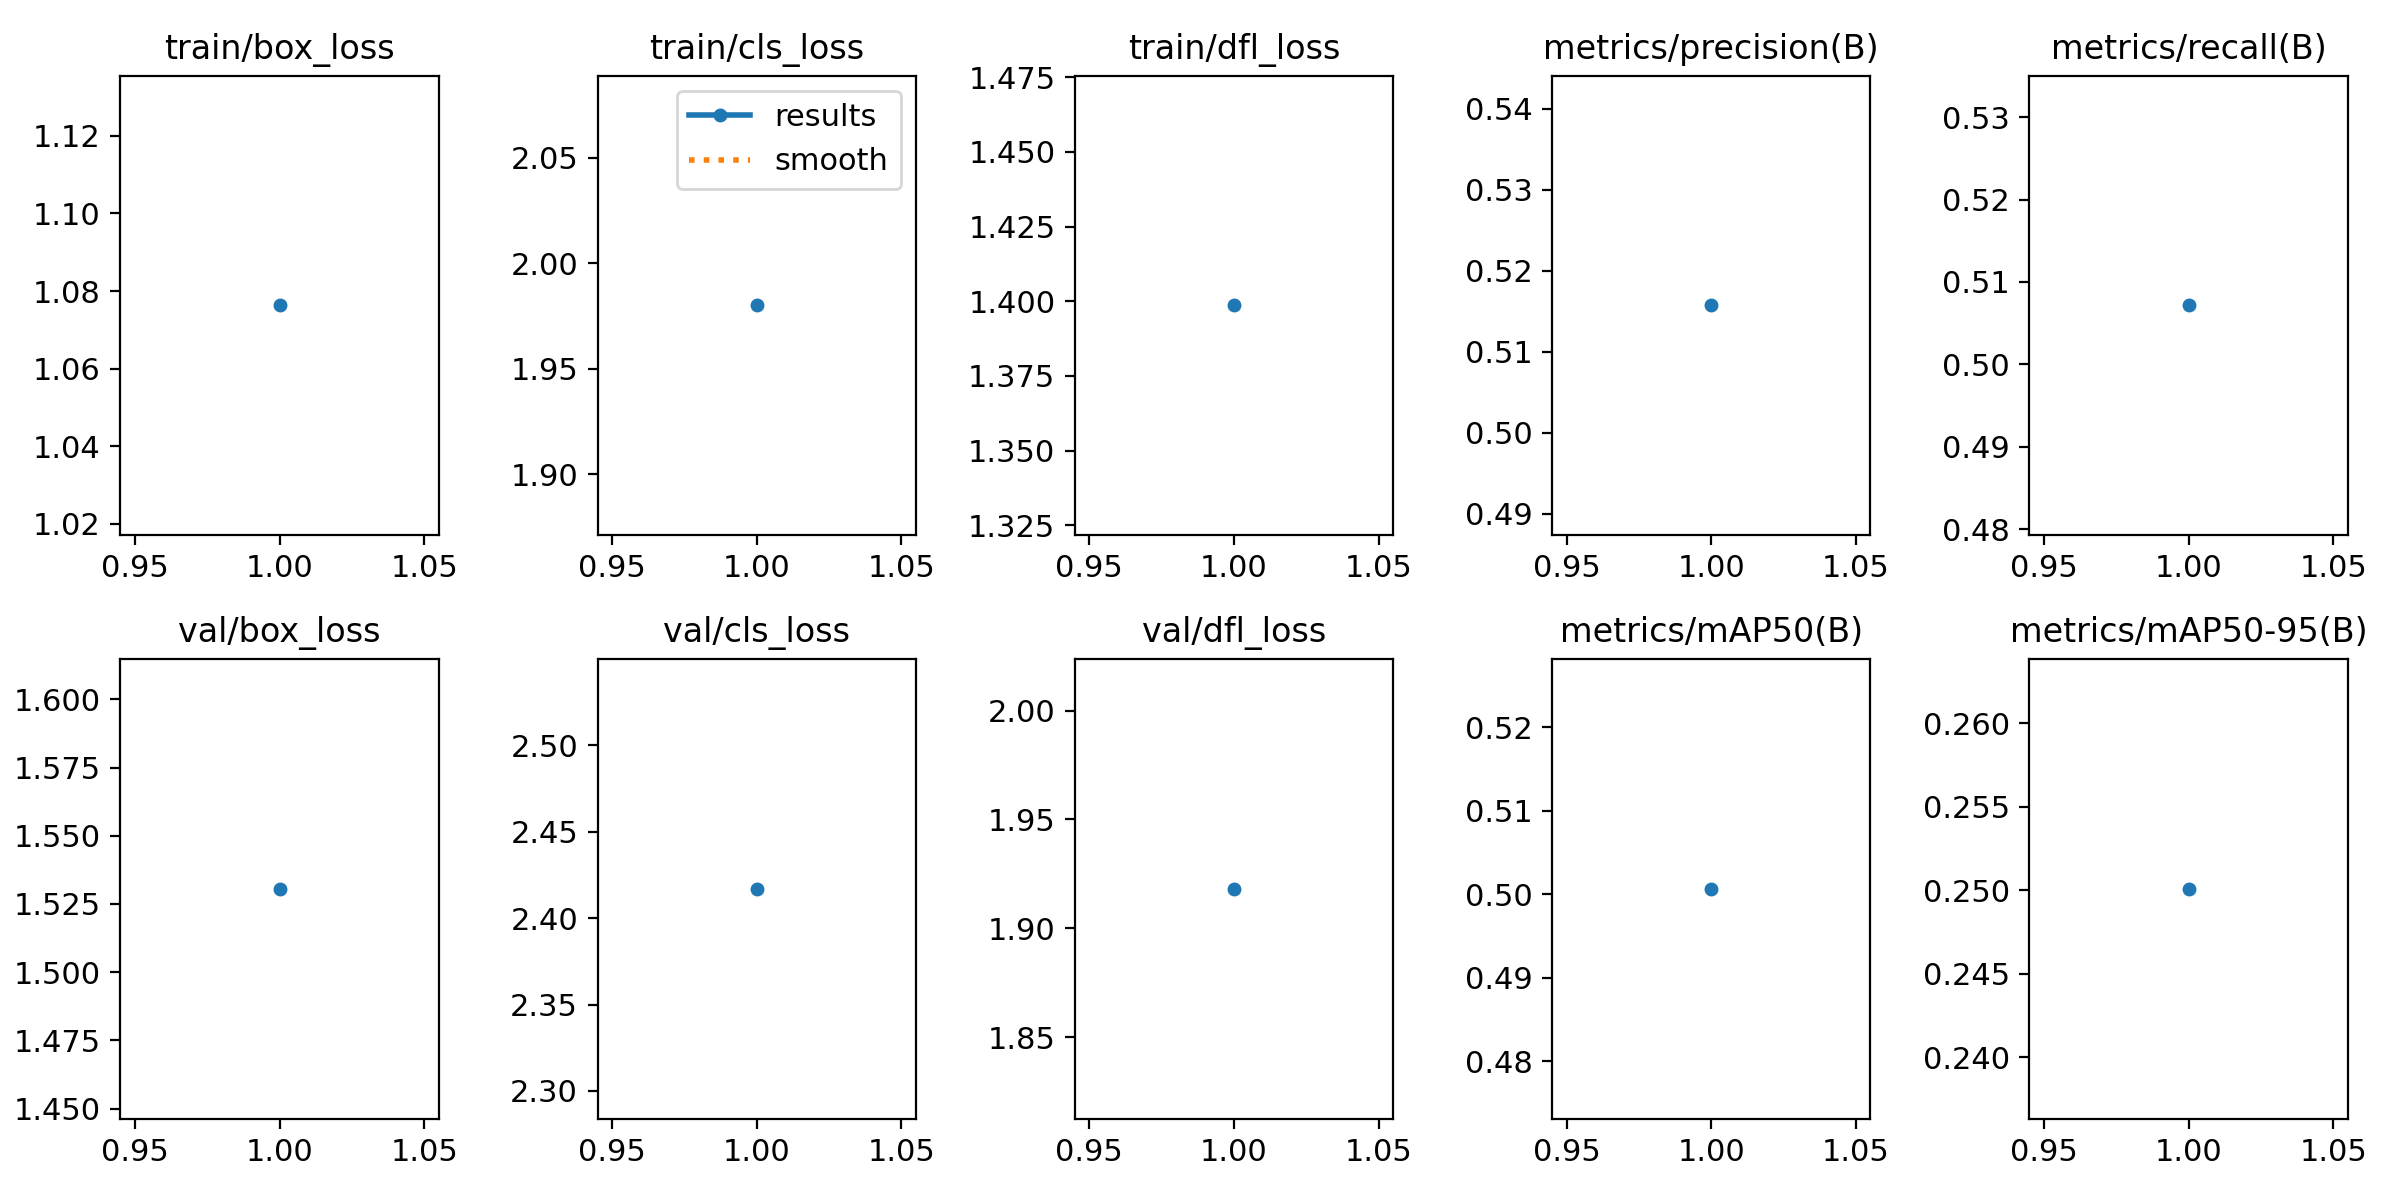 train/box_loss
1.12
1.10
1.08
1.06
1.04
1.02
0.95 1.00 1.05
train/cls_loss
results
smooth
2.05
2.00
1.95
1.90
0.95 1.00 1.05
train/dfl_loss
1.475
1.450
1.425
1.400
1.375
1.350
1.325
0.95 1.00 1.05
metrics/precision(B)
0.54
0.53
0.52
0.51
0.50
0.49
0.95 1.00 1.05
metrics/recall(B)
0.53
0.52
0.51
0.50
0.49
0.48
0.95 1.00 1.05
val/box_loss
1.600
1.575
1.550
1.525
1.500
1.475
1.450
0.95 1.00 1.05
val/cls_loss
2.50
2.45
2.40
2.35
2.30
0.95 1.00 1.05
val/dfl_loss
2.00
1.95
1.90
1.85
0.95 1.00 1.05
metrics/mAP50(B)
0.52
0.51
0.50
0.49
0.48
0.95 1.00 1.05
metrics/mAP50-95(B)
0.260
0.255
0.250
0.245
0.240
0.95 1.00 1.05